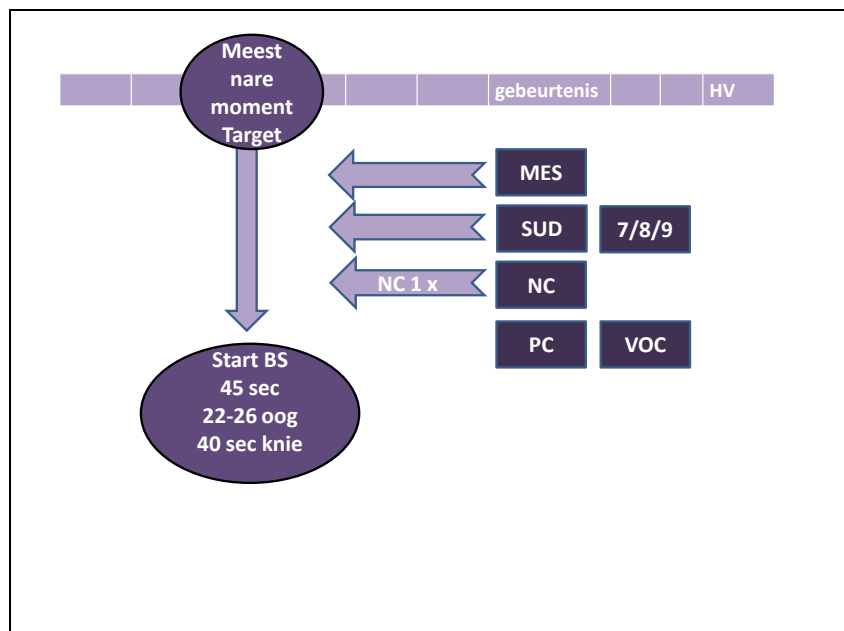 Meest
nare
moment
Target
gebeurtenis
HV
MES
SUD
7/8/9
NC 1 x
NC
PC
VOC
Start BS
45 sec
22-26 oog
40 sec knie